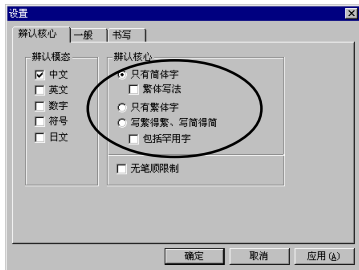 设置
辨认核心 一般 书写
辨认模态
中文
英文
数字
符号
日文
辨认核心
只有简体字
繁体写法
只有繁体字
写繁得繁、写简得简
包括罕用字
无笔顺限制
确定 取消 应用(A)